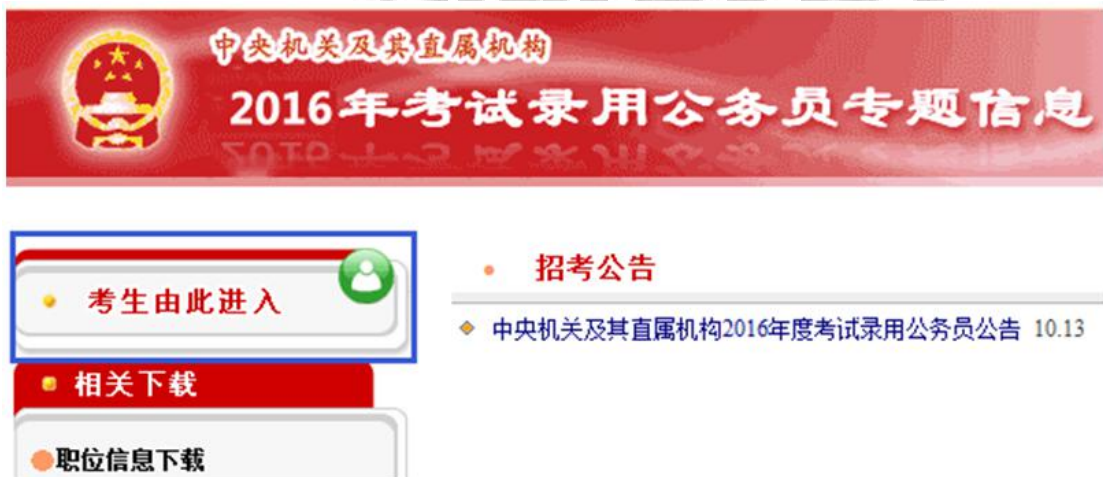 中央机关及其直属机构
2016年考试录用公务员专题信息
考生由此进入
招考公告
中央机关及其直属机构2016年度考试录用公务员公告 10.13
相关下载
职位信息下载